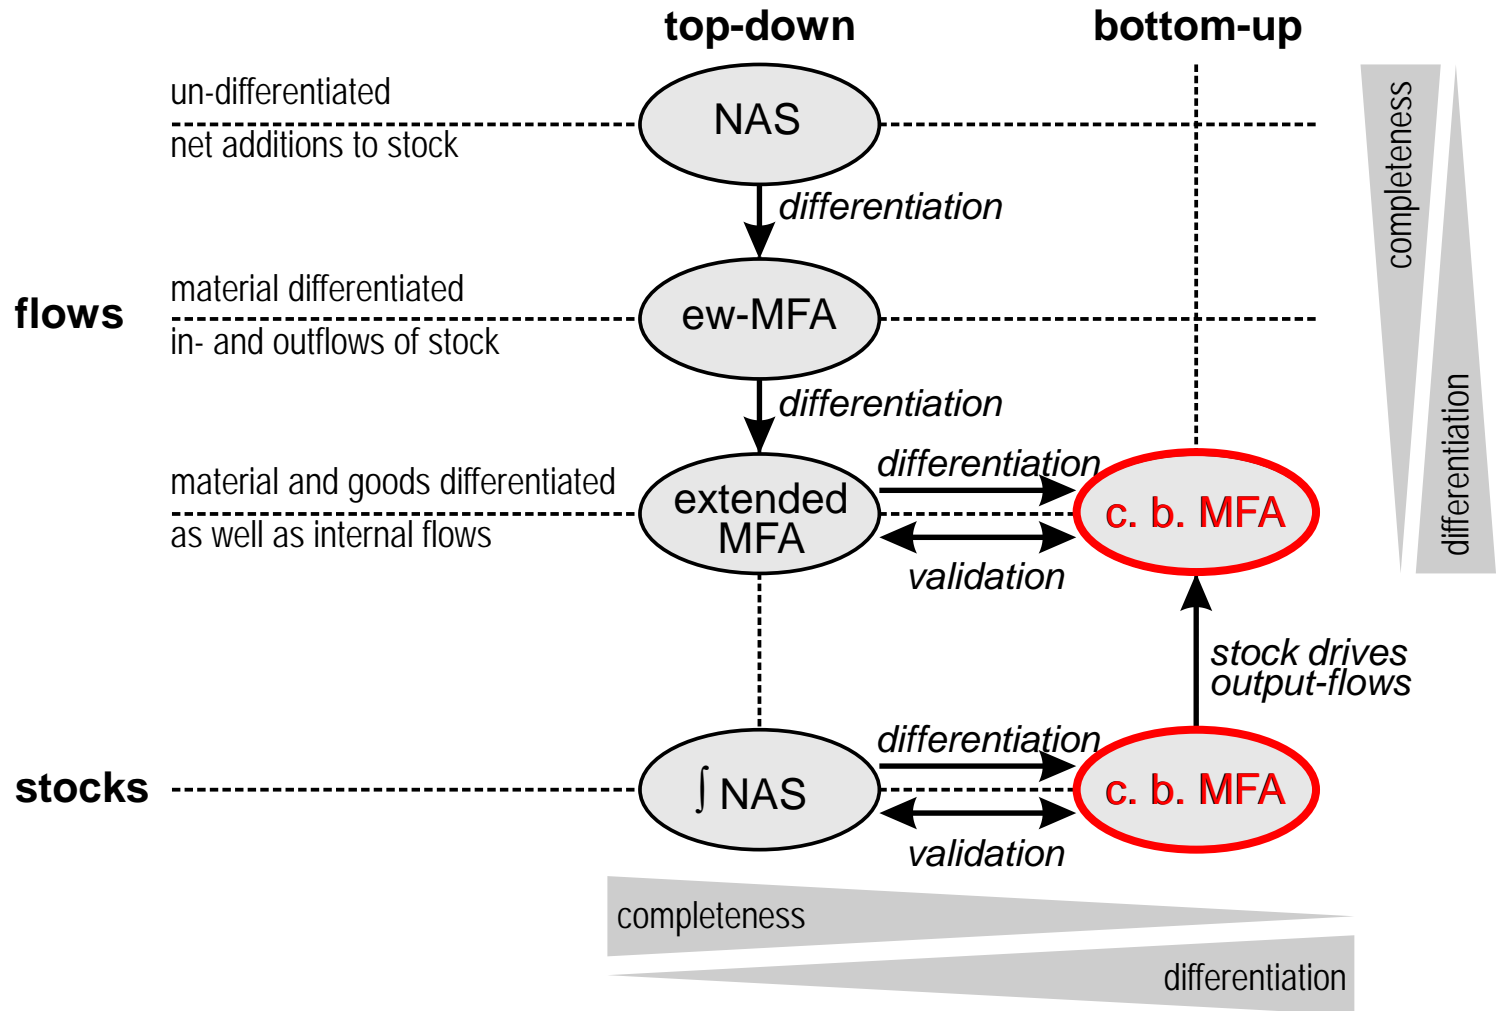 top-down
bottom-up
un-differentiated
NAS
net additions to stock
completeness
differentiation
material differentiated
flows
ew-MFA
in- and outflows of stock
differentiation
differentiation
material and goods differentiated
differentiation
extended
MFA
c. b. MFA
as well as internal flows
validation
stock drives
output-flows
differentiation
stocks
∫ NAS
c. b. MFA
validation
completeness
differentiation